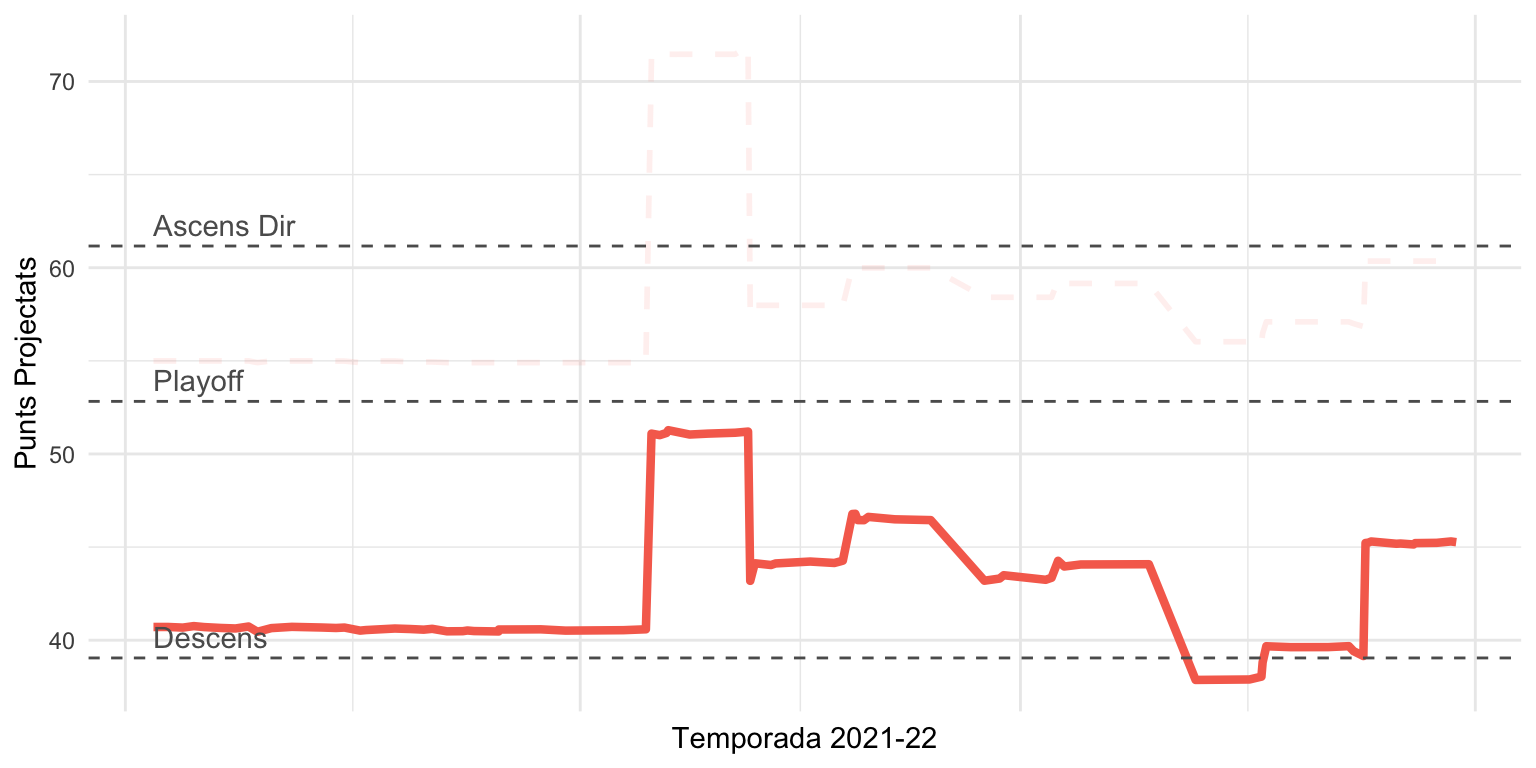 70
Ascens Dir
60
Playoff
50
Descens
40
Punts Projectats
Temporada 2021-22